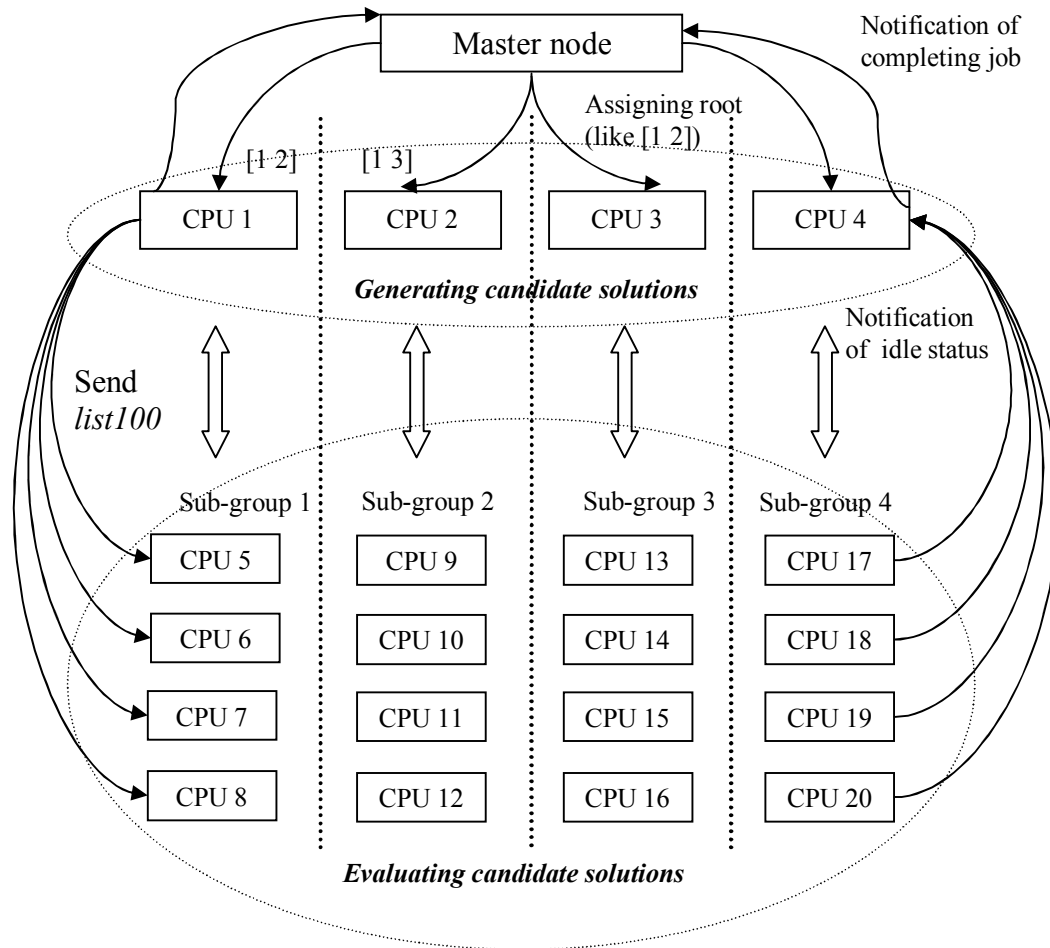 Master node
Notification of
completing job
Assigning root
(like [1 2])
[1 2]
[1 3]
CPU 1
CPU 2
CPU 3
CPU 4
Generating candidate solutions
Notification
of idle status
Send
list100
Sub-group 1
Sub-group 2
Sub-group 3
Sub-group 4
CPU 5
CPU 9
CPU 13
CPU 17
CPU 6
CPU 10
CPU 14
CPU 18
CPU 7
CPU 11
CPU 15
CPU 19
CPU 8
CPU 12
CPU 16
CPU 20
Evaluating candidate solutions